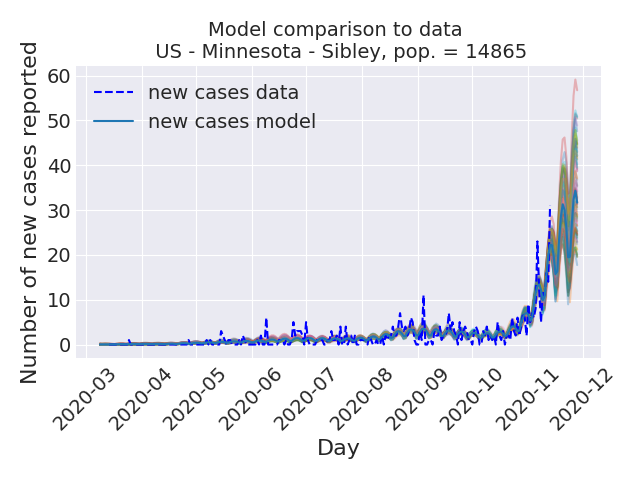 Model comparison to data
US - Minnesota - Sibley, pop. = 14865
Number of new cases reported
60
50
40
30
20
10
0
new cases data
new cases model
2020-03
2020-04
2020-05
2020-06
2020-07
2020-08
2020-09
2020-10
2020-11
2020-12
Day